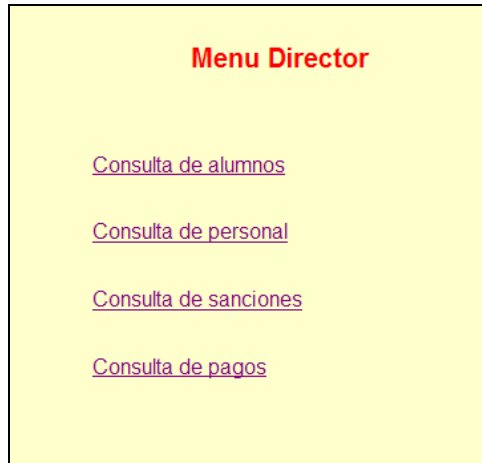 Menu Director
Consulta de alumnos
Consulta de personal
Consulta de sanciones
Consulta de pagos